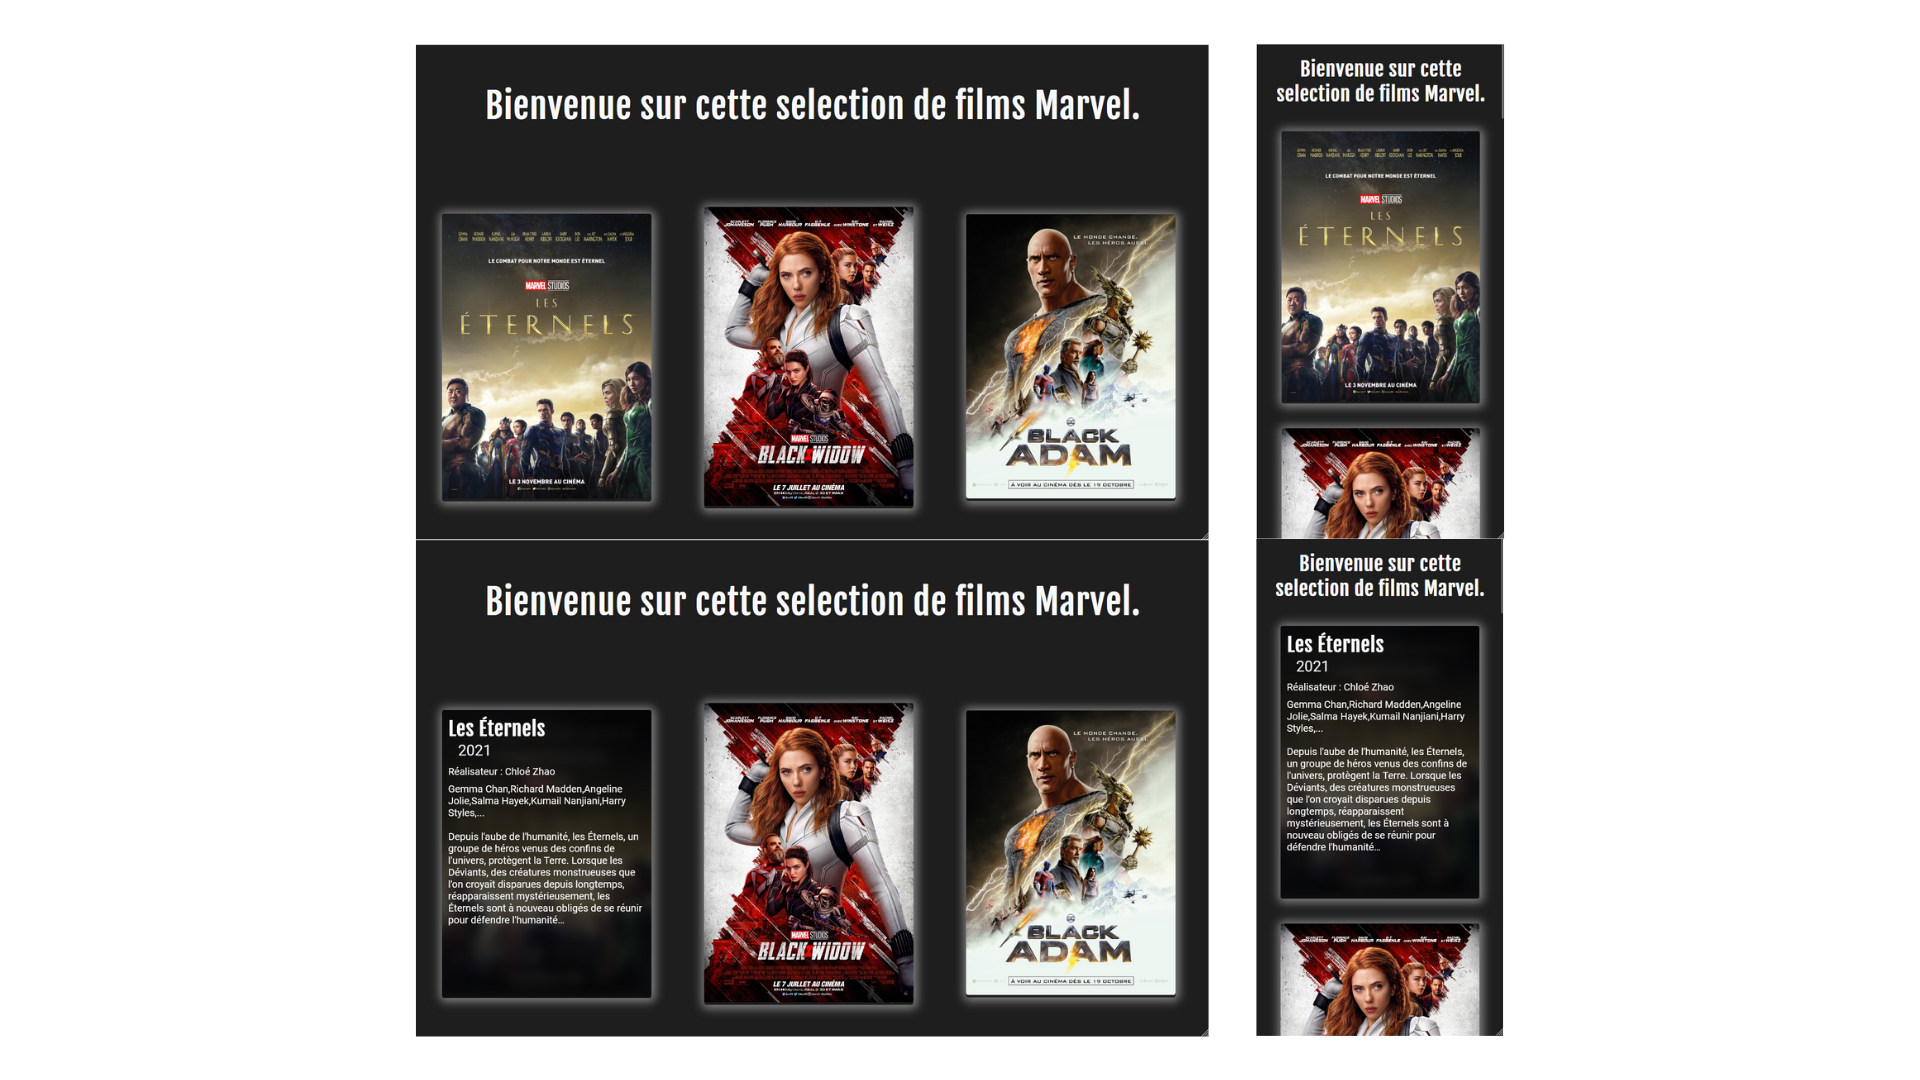 Bienvenue sur cette selection de films Marvel.
LE COMBAT POUR NOTRE MONDE EST ÉTERNEL
MARVEL STUDIOS
LES
ÉTERNELS
LE 3 NOVEMBRE AU CINÉMA
MARVEL STUDIOS
BLACK WIDOW
LE 7 JUILLET AU CINÉMA
LE MONDE CHANGE.
LES HÉROS AUSSI.
BLACK
ADAM
À VOIR AU CINÉMA DÈS LE 19 OCTOBRE
Bienvenue sur cette
selection de films Marvel.
LE COMBAT POUR NOTRE MONDE EST ÉTERNEL
MARVEL STUDIOS
LES
ÉTERNELS
LE 3 NOVEMBRE AU CINÉMA
Bienvenue sur cette selection de films Marvel.
Les Éternels
2021
Réalisateur : Chloé Zhao
Gemma Chan,Richard Madden,Angeline
Jolie,Salma Hayek,Kumail Nanjiani,Harry
Styles,...
Depuis l'aube de l'humanité, les Éternels, un
groupe de héros venus des confins de
l'univers, protègent la Terre. Lorsque les
Déviants, des créatures monstrueuses que
l'on croyait disparues depuis longtemps,
réapparaissent mystérieusement, les
Éternels sont à nouveau obligés de se réunir
pour défendre l'humanité…
MARVEL STUDIOS
BLACK WIDOW
LE 7 JUILLET AU CINÉMA
LE MONDE CHANGE.
LES HÉROS AUSSI.
BLACK
ADAM
À VOIR AU CINÉMA DÈS LE 19 OCTOBRE
Bienvenue sur cette
selection de films Marvel.
Les Éternels
2021
Réalisateur : Chloé Zhao
Gemma Chan,Richard Madden,Angeline
Jolie,Salma Hayek,Kumail Nanjiani,Harry
Styles,...
Depuis l'aube de l'humanité, les Éternels,
un groupe de héros venus des confins de
l'univers, protègent la Terre. Lorsque les
Déviants, des créatures monstrueuses
que l'on croyait disparues depuis
longtemps, réapparaissent
mystérieusement, les Éternels sont à
nouveau obligés de se réunir pour
défendre l'humanité…